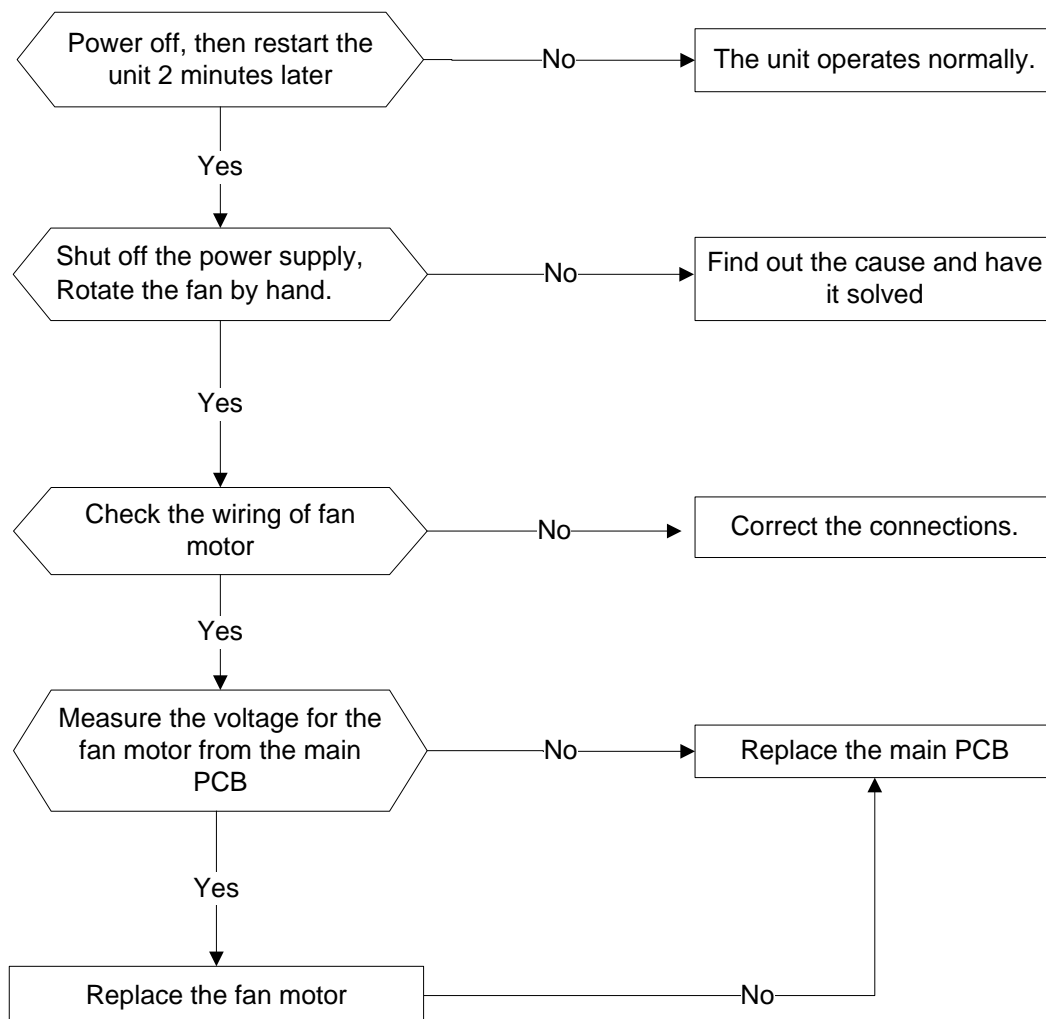 Power off, then restart the
unit 2 minutes later
No
The unit operates normally.
Yes
Shut off the power supply,
Rotate the fan by hand.
No
Find out the cause and have
it solved
Yes
Check the wiring of fan
motor
No
Correct the connections.
Yes
Measure the voltage for the
fan motor from the main
PCB
No
Replace the main PCB
Yes
Replace the fan motor
No